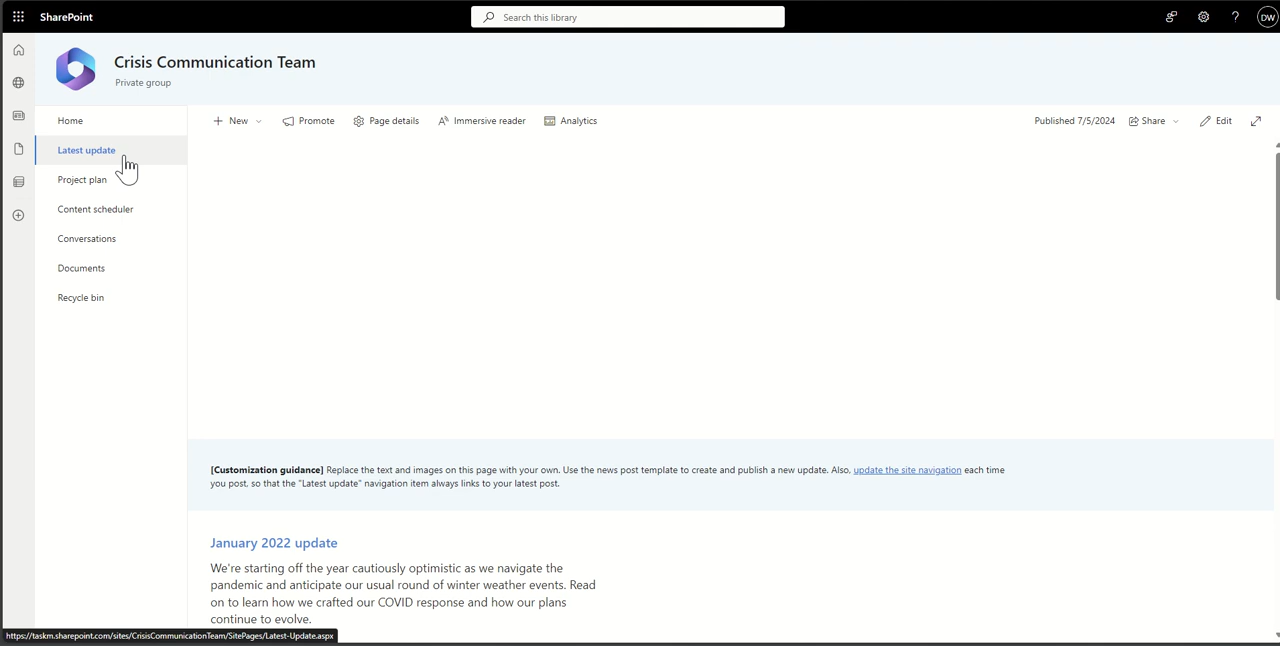 SharePoint
Search this library
DW
Crisis Communication Team
Private group
Home
Latest update
Project plan
Content scheduler
Conversations
Documents
Recycle bin
New
Promote
Page details
Immersive reader
Analytics
Published 7/5/2024
Share
Edit
[Customization guidance] Replace the text and images on this page with your own. Use the news post template to create and publish a new update. Also, update the site navigation each time
you post, so that the "Latest update" navigation item always links to your latest post.
January 2022 update
We're starting off the year cautiously optimistic as we navigate the
pandemic and anticipate our usual round of winter weather events. Read
on to learn how we crafted our COVID response and how our plans
continue to evolve.
https://taskm.sharepoint.com/sites/CrisisCommunicationTeam/SitePages/Latest-Update.aspx